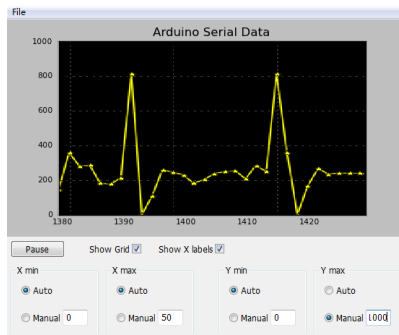 File
Arduino Serial Data
1000
800
600
400
200
0
1380 1390 1400 1410 1420
Pause Show Grid Show X labels
X min X max Y min Y max
Auto Auto Auto Auto
Manual 0 Manual 50 Manual 0 Manual 1000